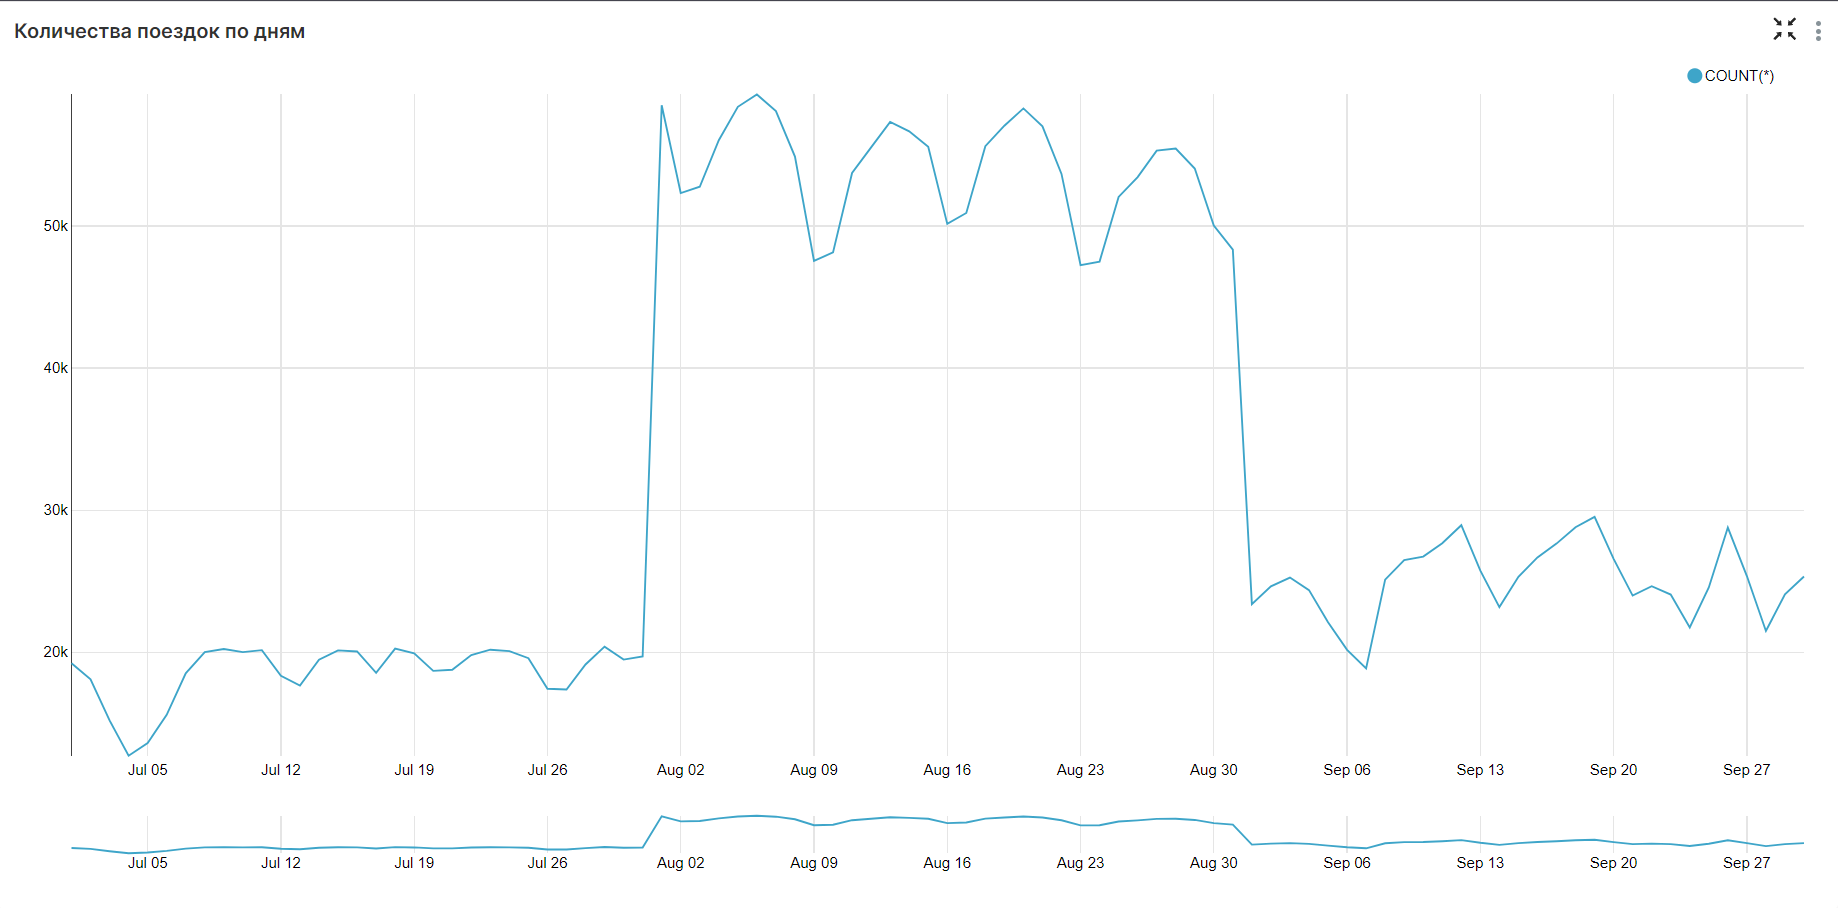 Количества поездок по дням
COUNT(*)
50k
40k
30k
20k
Jul 05 Jul 12 Jul 19 Jul 26 Aug 02 Aug 09 Aug 16 Aug 23 Aug 30 Sep 06 Sep 13 Sep 20 Sep 27
Jul 05 Jul 12 Jul 19 Jul 26 Aug 02 Aug 09 Aug 16 Aug 23 Aug 30 Sep 06 Sep 13 Sep 20 Sep 27